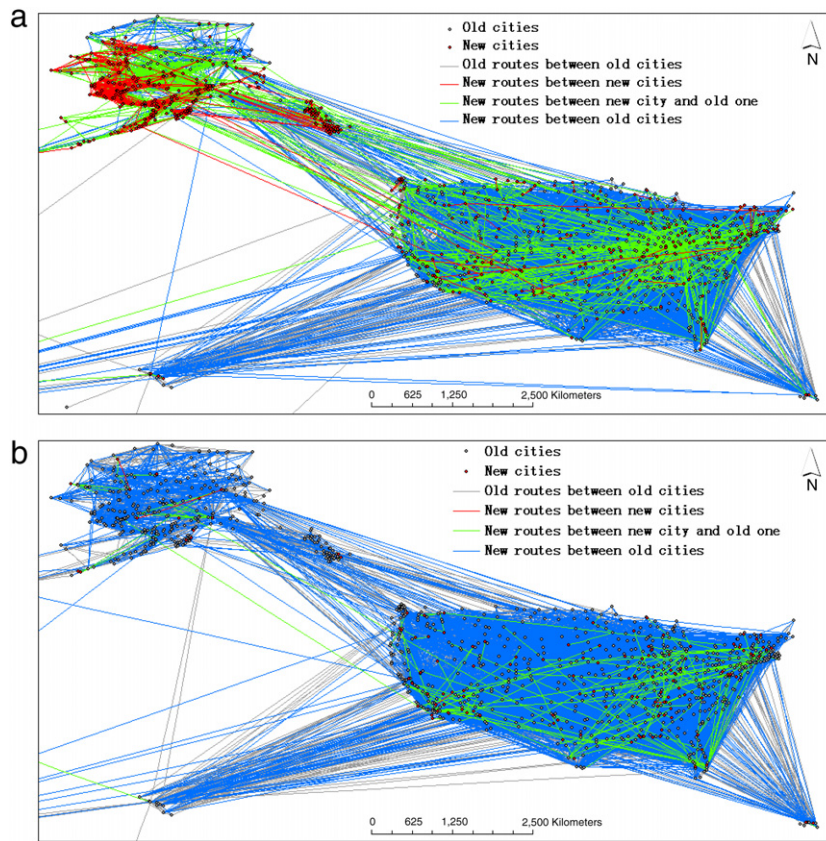 a
Old cities
New cities
Old routes between old cities
New routes between new cities
New routes between new city and old one
New routes between old cities
N
0 625 1,250 2,500 Kilometers
b
Old cities
New cities
Old routes between old cities
New routes between new cities
New routes between new city and old one
New routes between old cities
N
0 625 1,250 2,500 Kilometers